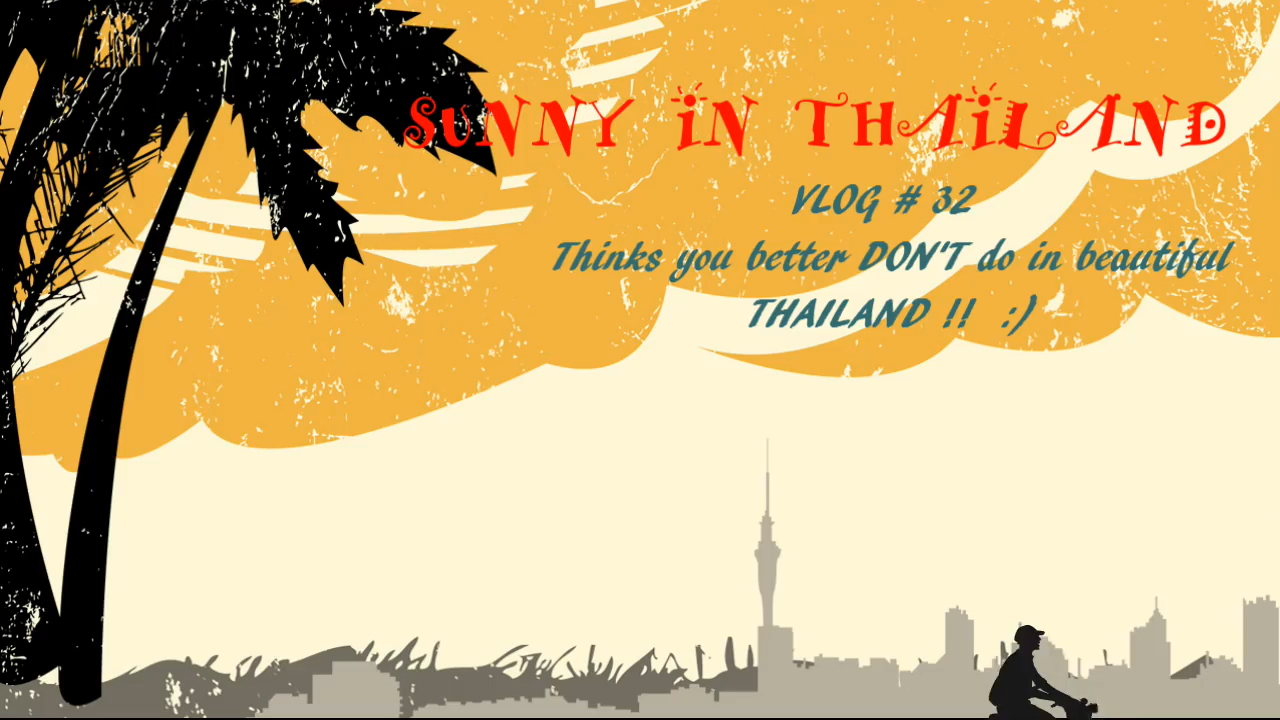 SUNNY iN THAiLAND
VLOG # 32
Thinks you better DON'T do in beautiful
THAILAND !! :)